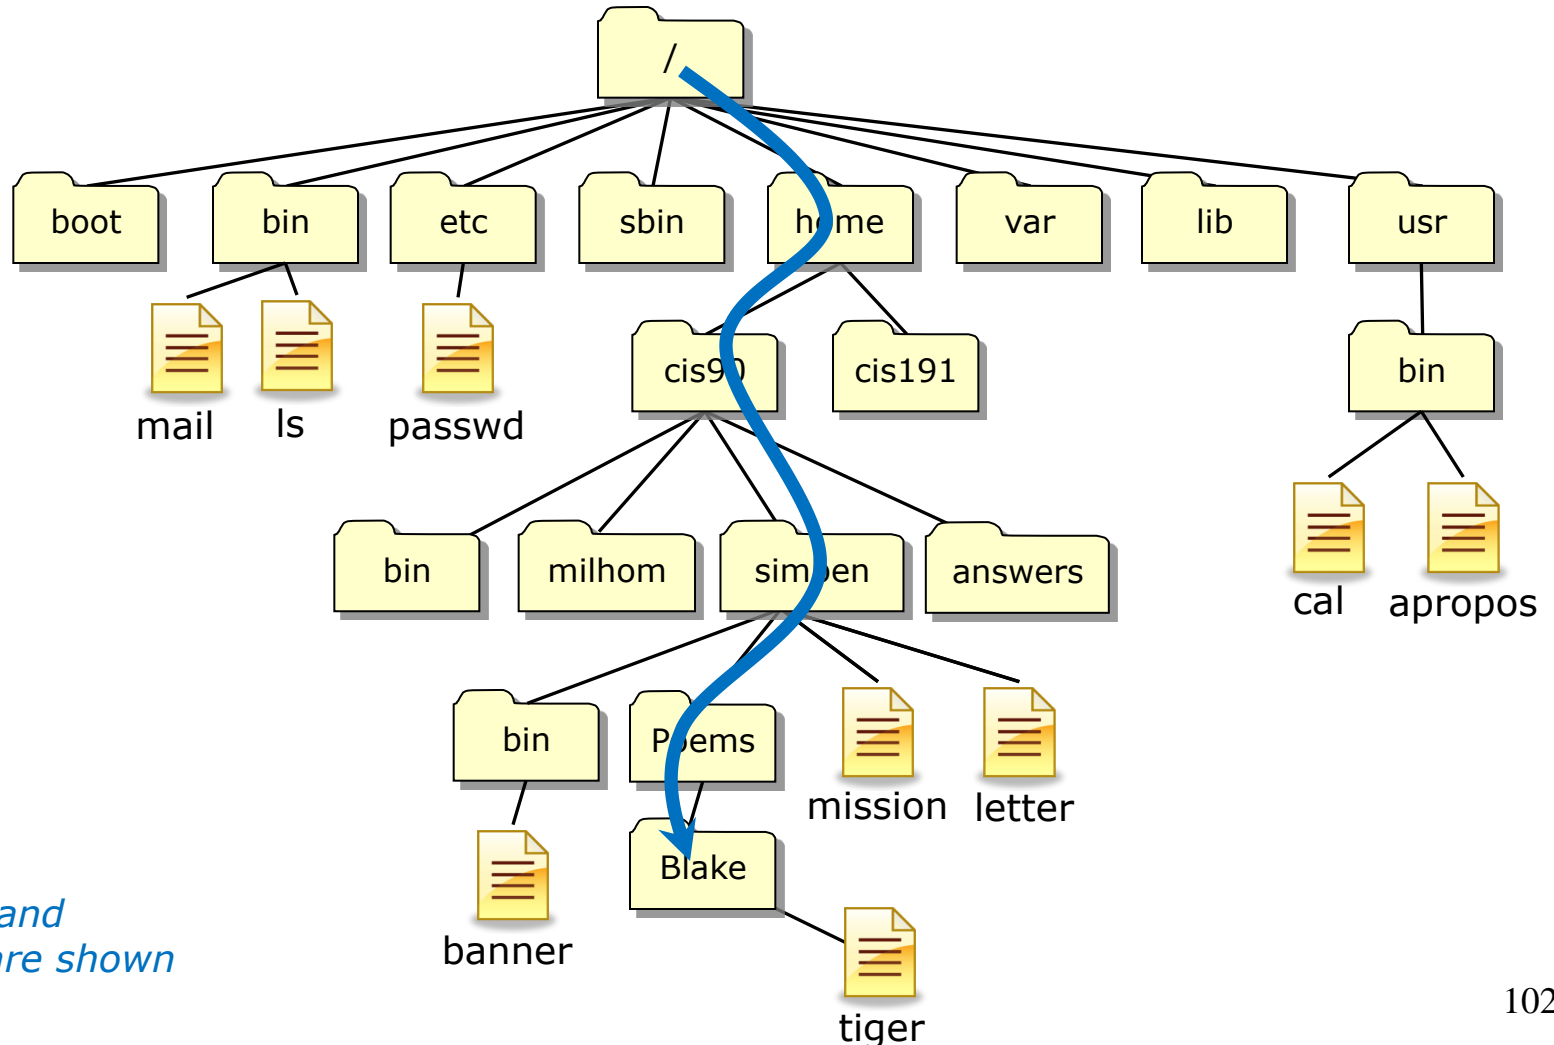 /
boot bin etc sbin home var lib usr
mail ls passwd
cis90 cis191 bin
bin milhom simben answers
cal apropos
bin Poems
mission letter
Blake
and
are shown
banner
tiger
102